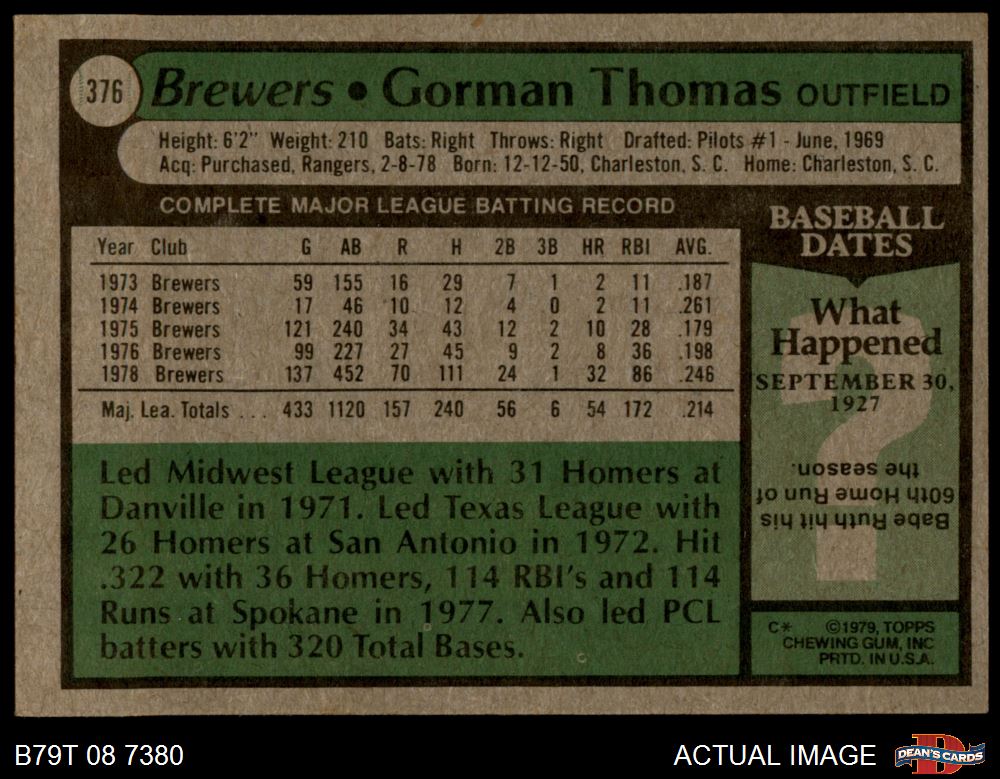 376 Brewers • Gorman Thomas OUTFIELD
Height: 6'2" Weight: 210 Bats: Right Throws: Right Drafted: Pilots #1 - June, 1969
Acq: Purchased, Rangers, 2-8-78 Born: 12-12-50, Charleston, S. C. Home: Charleston, S. C.
COMPLETE MAJOR LEAGUE BATTING RECORD
Year Club G AB R H 2B 3B HR RBI AVG.
1973 Brewers 59 155 16 29 7 1 2 11 .187
1974 Brewers 17 46 10 12 4 0 2 11 .261
1975 Brewers 121 240 34 43 12 2 10 28 .179
1976 Brewers 99 227 27 45 9 2 8 36 .198
1978 Brewers 137 452 70 111 24 1 32 86 .246
Maj. Lea. Totals . . . 433 1120 157 240 56 6 54 172 .214
Led Midwest League with 31 Homers at
Danville in 1971. Led Texas League with
26 Homers at San Antonio in 1972. Hit
.322 with 36 Homers, 114 RBI's and 114
Runs at Spokane in 1977. Also led PCL
batters with 320 Total Bases.
BASEBALL
DATES
What
Happened
SEPTEMBER 30,
1927
?
Babe Ruth hit his
60th Home Run of
the season.
C* ©1979, TOPPS
CHEWING GUM, INC
PRTD. IN U.S.A.
B79T 08 7380
ACTUAL IMAGE
DEAN'S CARDS